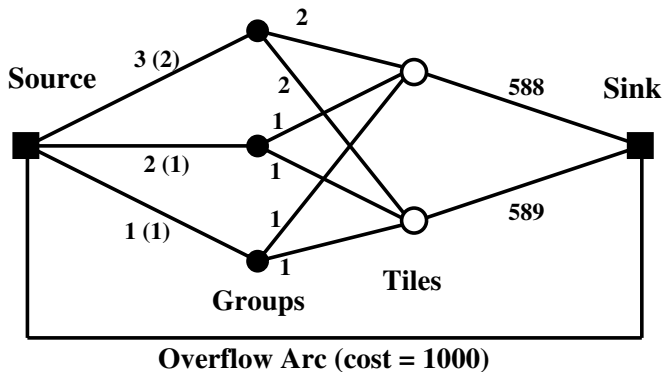 2
3 (2)
Source
2
588
Sink
1
2 (1)
1
589
1 (1)
1
1
Tiles
Groups
Overflow Arc (cost = 1000)